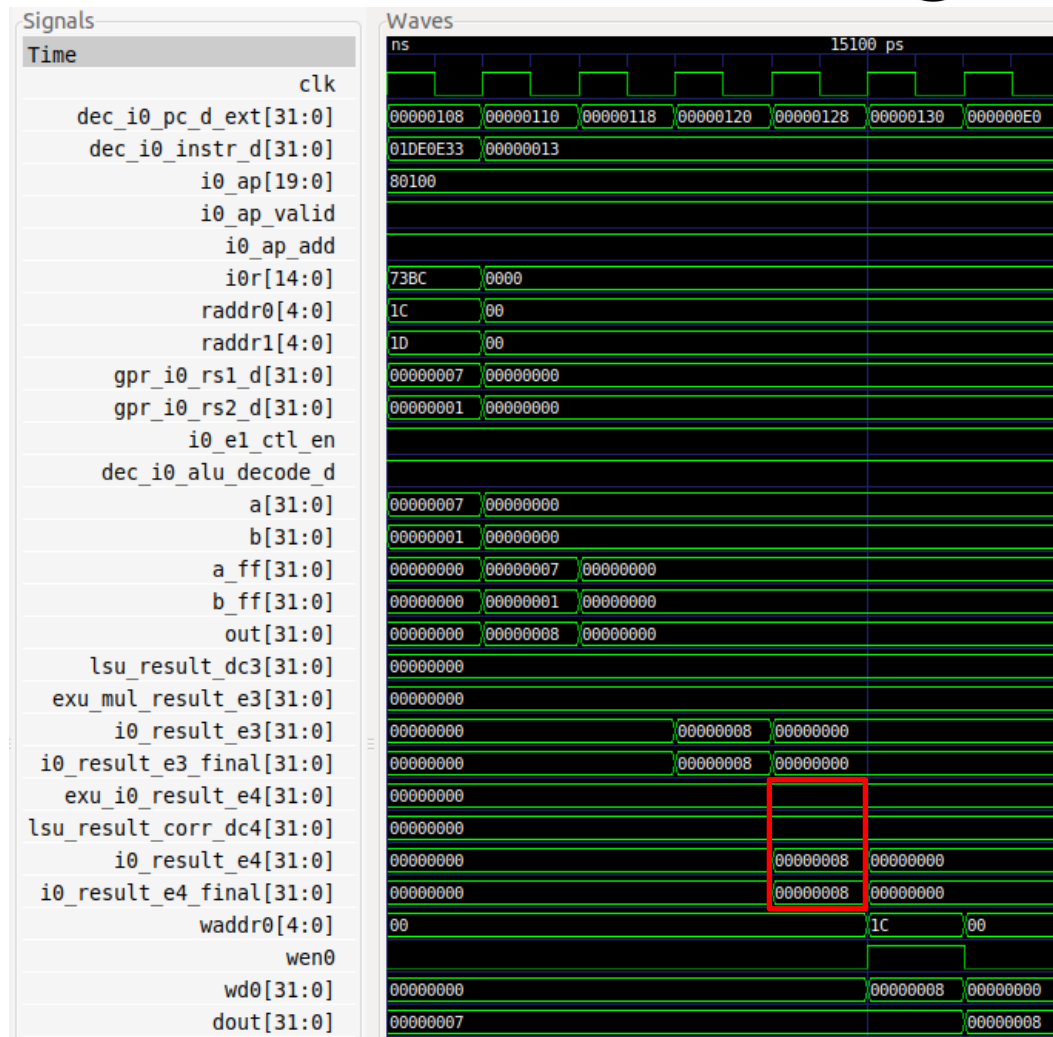 Signals Waves
Time ns 15100 ps
clk
dec_i0_pc_d_ext[31:0] 00000108 00000110 00000118 00000120 00000128 00000130 000000E0
dec_i0_instr_d[31:0] 01DE0E33 00000013
i0_ap[19:0] 80100
i0_ap_valid
i0_ap_add
i0r[14:0] 73BC 0000
raddr0[4:0] 1C 00
raddr1[4:0] 1D 00
gpr_i0_rs1_d[31:0] 00000007 00000000
gpr_i0_rs2_d[31:0] 00000001 00000000
i0_e1_ctl_en
dec_i0_alu_decode_d
a[31:0] 00000007 00000000
b[31:0] 00000001 00000000
a_ff[31:0] 00000000 00000007 00000000
b_ff[31:0] 00000000 00000001 00000000
out[31:0] 00000000 00000008 00000000
lsu_result_dc3[31:0] 00000000
exu_mul_result_e3[31:0] 00000000
i0_result_e3[31:0] 00000000 00000008 00000000
i0_result_e3_final[31:0] 00000000 00000008 00000000
exu_i0_result_e4[31:0] 00000000
lsu_result_corr_dc4[31:0] 00000000
i0_result_e4[31:0] 00000000 00000008 00000000
i0_result_e4_final[31:0] 00000000 00000008 00000000
waddr0[4:0] 00 1C 00
wen0
wd0[31:0] 00000000 00000008 00000000
dout[31:0] 00000007 00000008